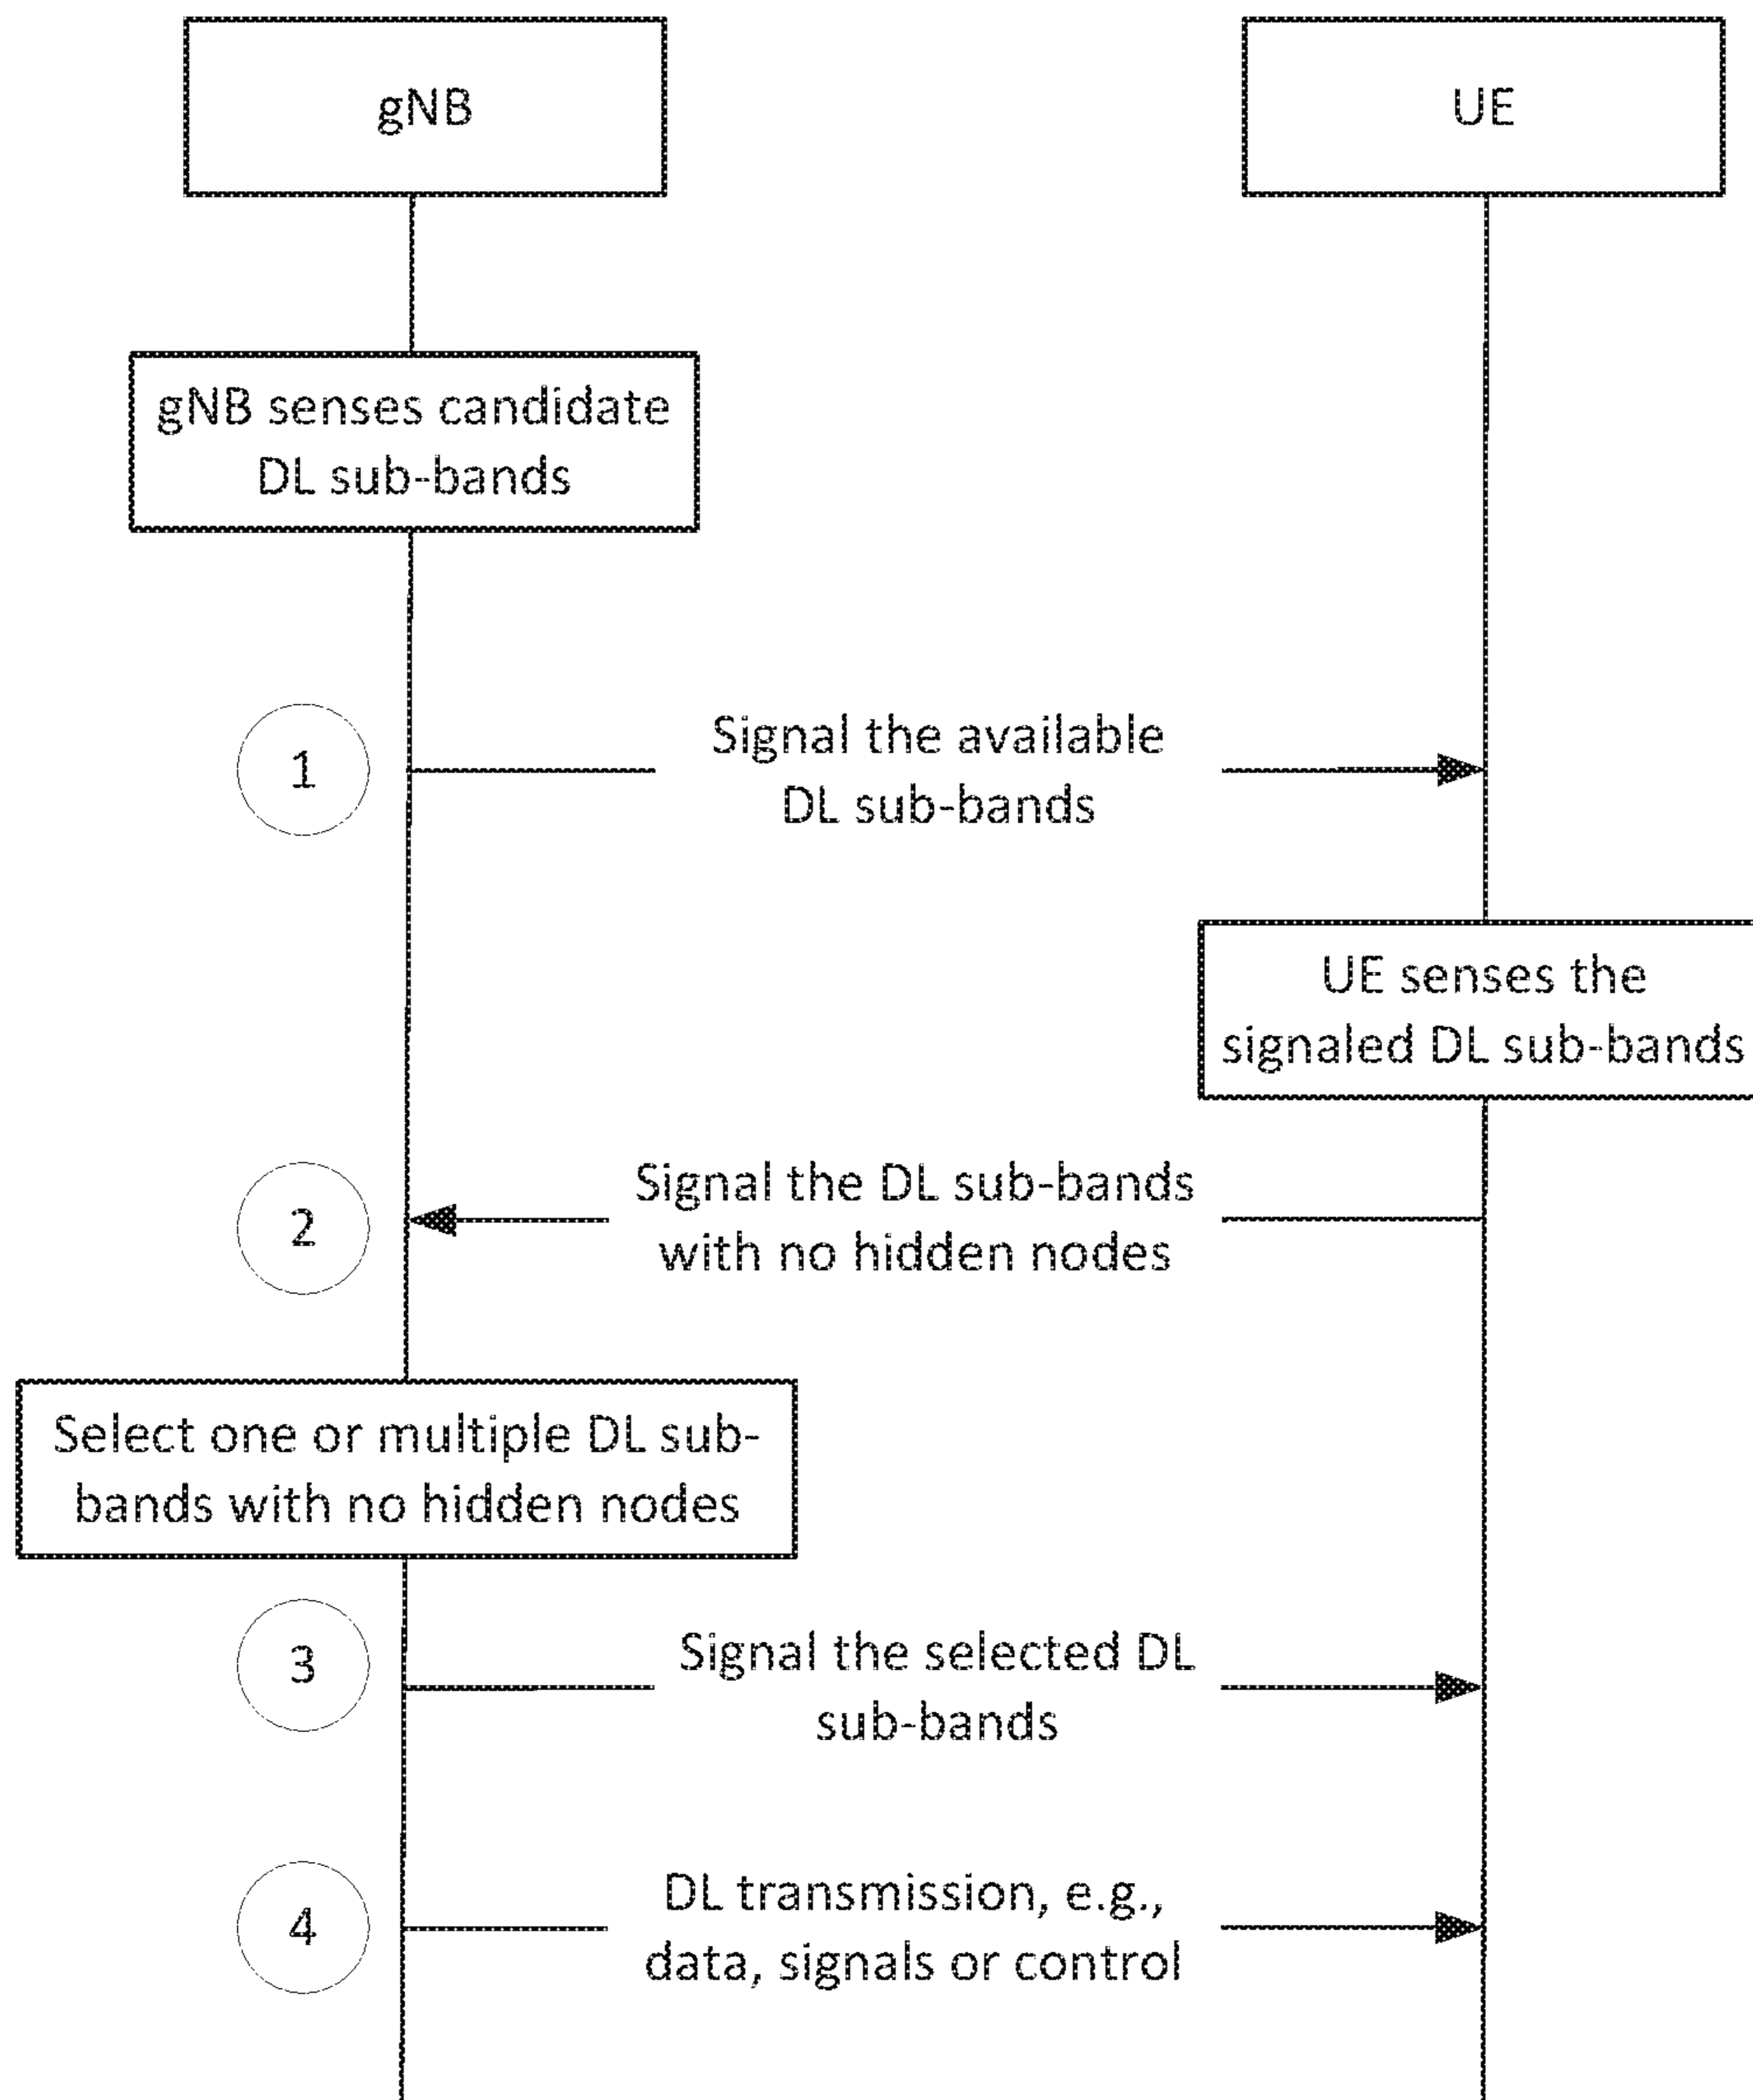 gNB
UE
gNB senses candidate
DL sub-bands
1
Signal the available
DL sub-bands
UE senses the
signaled DL sub-bands
2
Signal the DL sub-bands
with no hidden nodes
Select one or multiple DL sub-
bands with no hidden nodes
3
Signal the selected DL
sub-bands
4
DL transmission, e.g.,
data, signals or control